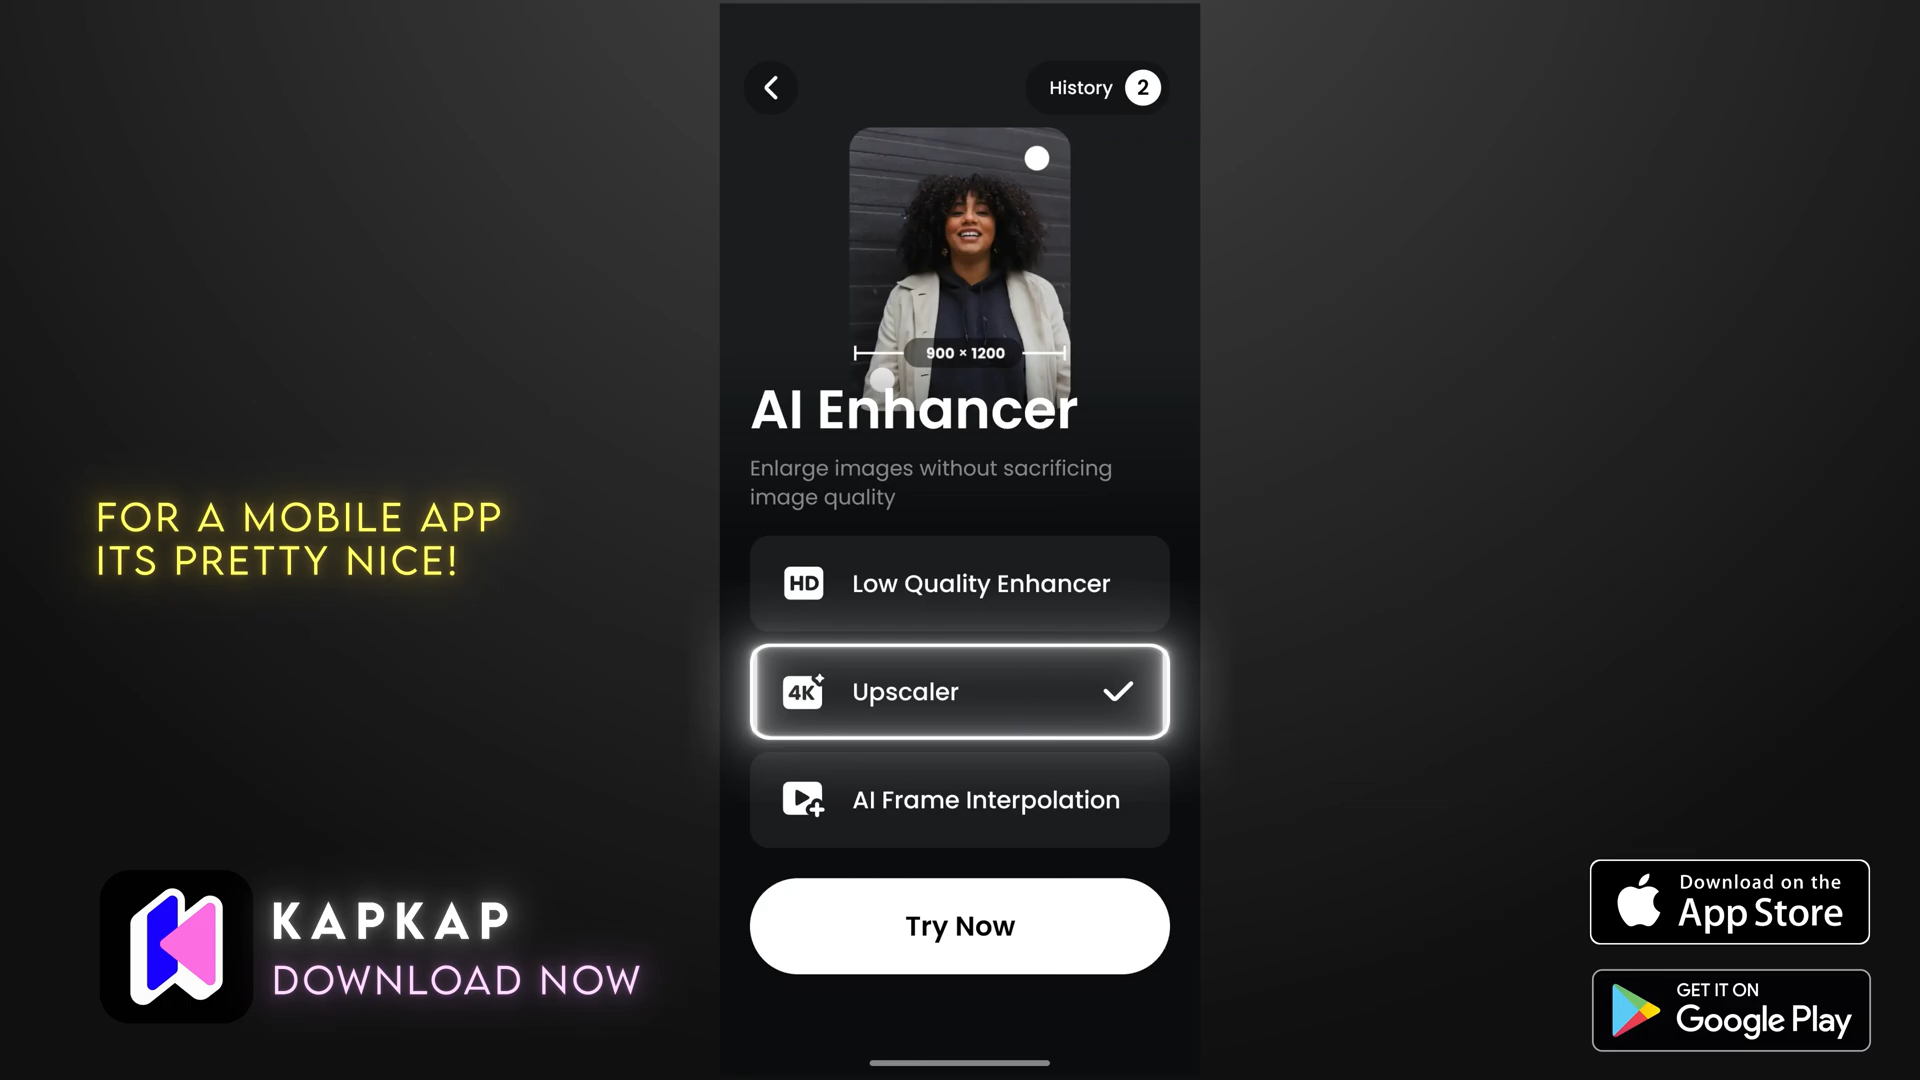 History 2
900 × 1200
AI Enhancer
Enlarge images without sacrificing
image quality
FOR A MOBILE APP
ITS PRETTY NICE!
HD Low Quality Enhancer
4K Upscaler
AI Frame Interpolation
Try Now
KAPKAP
DOWNLOAD NOW
Download on the
App Store
GET IT ON
Google Play